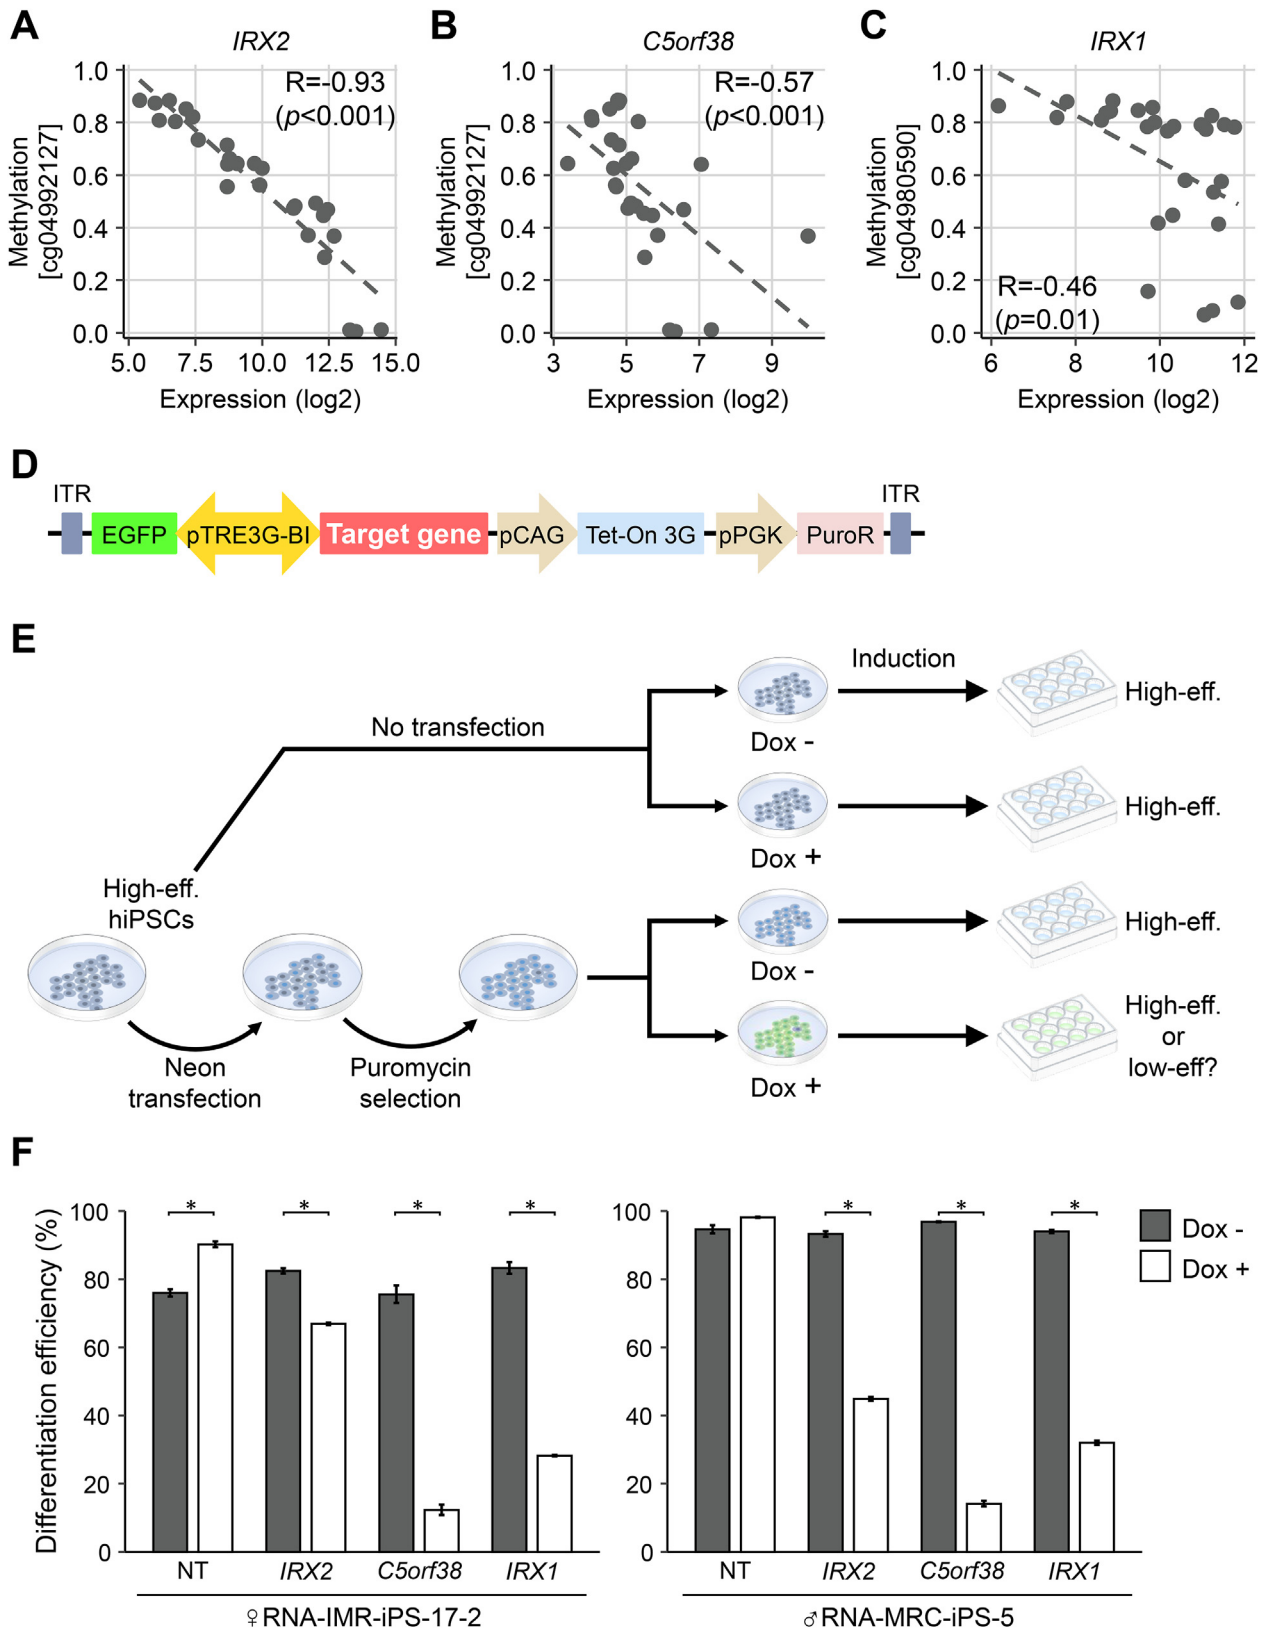 A
IRX2
R=-0.93
(p<0.001)
Methylation
[cg04992127]
1.0
0.8
0.6
0.4
0.2
0.0
5.0 7.5 10.0 12.5 15.0
Expression (log2)
B
C5orf38
R=-0.57
(p<0.001)
Methylation
[cg04992127]
1.0
0.8
0.6
0.4
0.2
0.0
3 5 7 9
Expression (log2)
C
IRX1
R=-0.46
(p=0.01)
Methylation
[cg04980590]
1.0
0.8
0.6
0.4
0.2
0.0
6 8 10 12
Expression (log2)
D
ITR ITR
EGFP pTRE3G-BI Target gene pCAG Tet-On 3G pPGK PuroR
E
Induction
No transfection
High-eff.
Dox -
High-eff.
Dox +
High-eff.
hiPSCs
High-eff.
Dox -
High-eff.
or
low-eff?
Dox +
Neon
transfection
Puromycin
selection
F
Differentiation efficiency (%)
100
80
60
40
20
0
* * * *
NT IRX2 C5orf38 IRX1
♀RNA-IMR-iPS-17-2
100
80
60
40
20
0
* * *
NT IRX2 C5orf38 IRX1
♂RNA-MRC-iPS-5
Dox -
Dox +